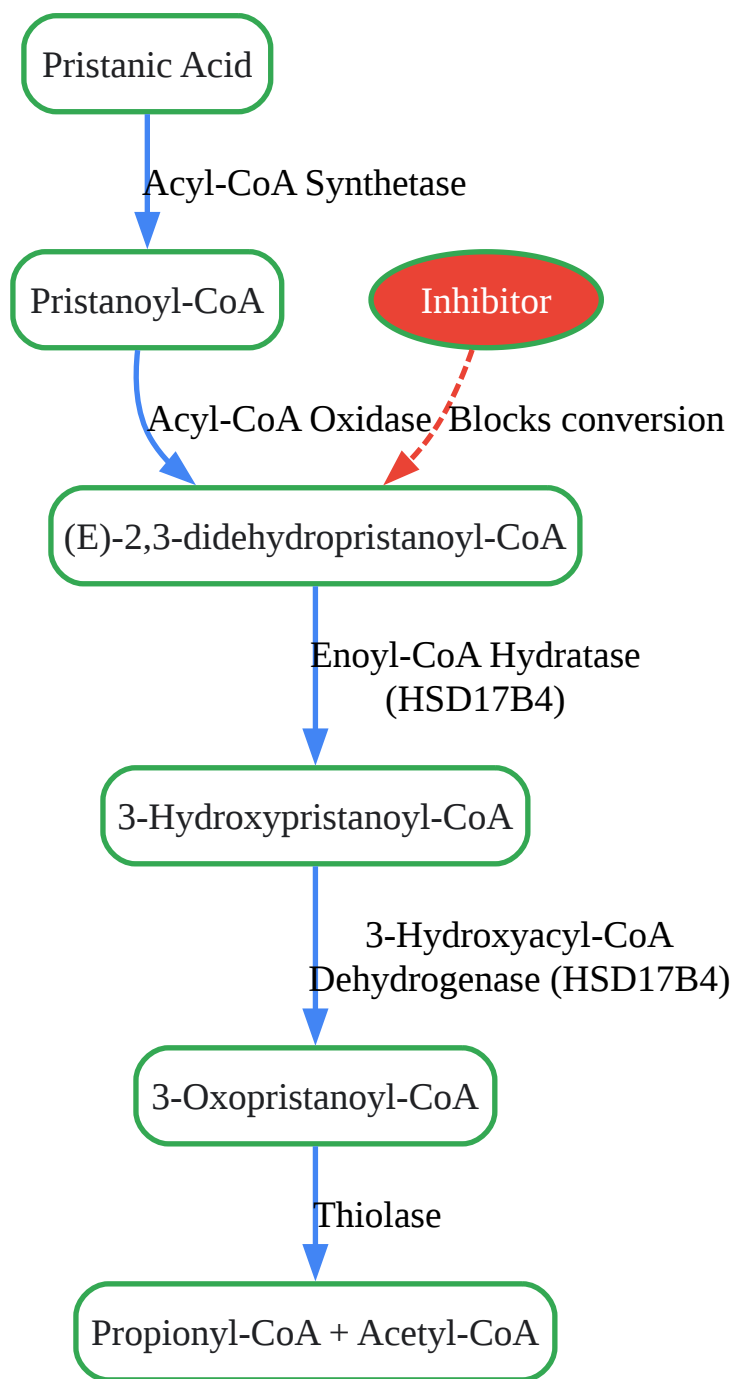 Pristanic Acid
Acyl-CoA Synthetase
Pristanoyl-CoA
Inhibitor
Acyl-CoA Oxidase
Blocks conversion
(E)-2,3-didehydropristanoyl-CoA
Enoyl-CoA Hydratase
(HSD17B4)
3-Hydroxypristanoyl-CoA
3-Hydroxyacyl-CoA
Dehydrogenase (HSD17B4)
3-Oxopristanoyl-CoA
Thiolase
Propionyl-CoA + Acetyl-CoA